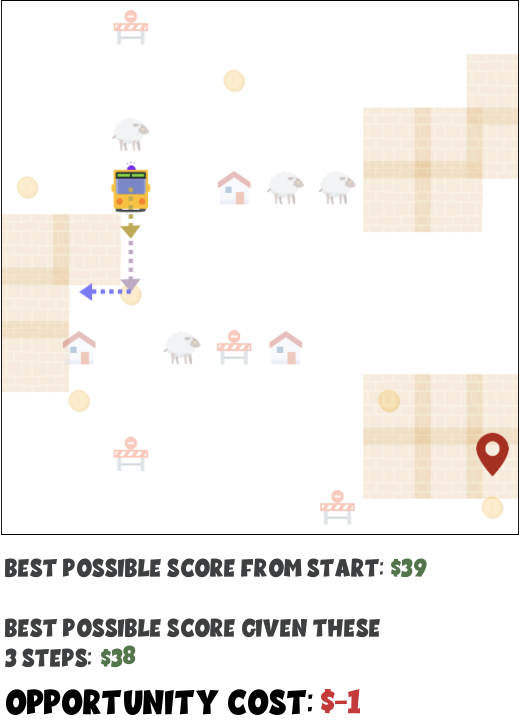 BEST POSSIBLE SCORE FROM START: $39
BEST POSSIBLE SCORE GIVEN THESE
3 STEPS: $38
OPPORTUNITY COST: $-1